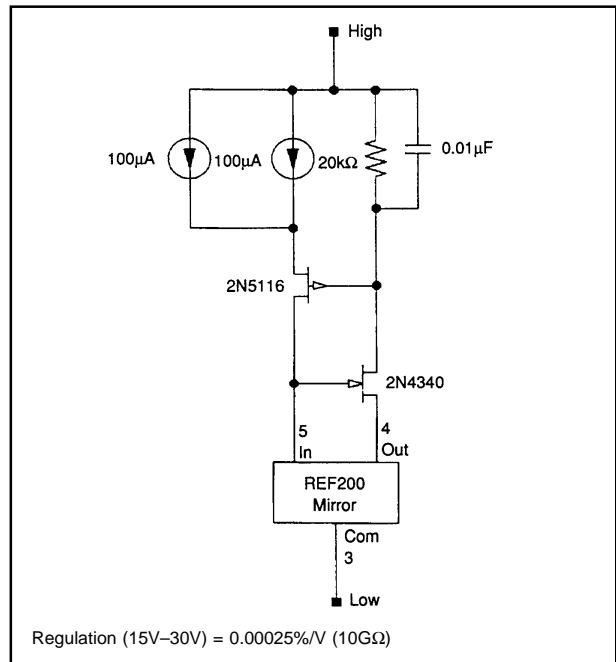 High
100µA
100µA
20kΩ
0.01µF
2N5116
2N4340
5
In
4
Out
REF200
Mirror
Com
3
Low
Regulation (15V–30V) = 0.00025%/V (10GΩ)